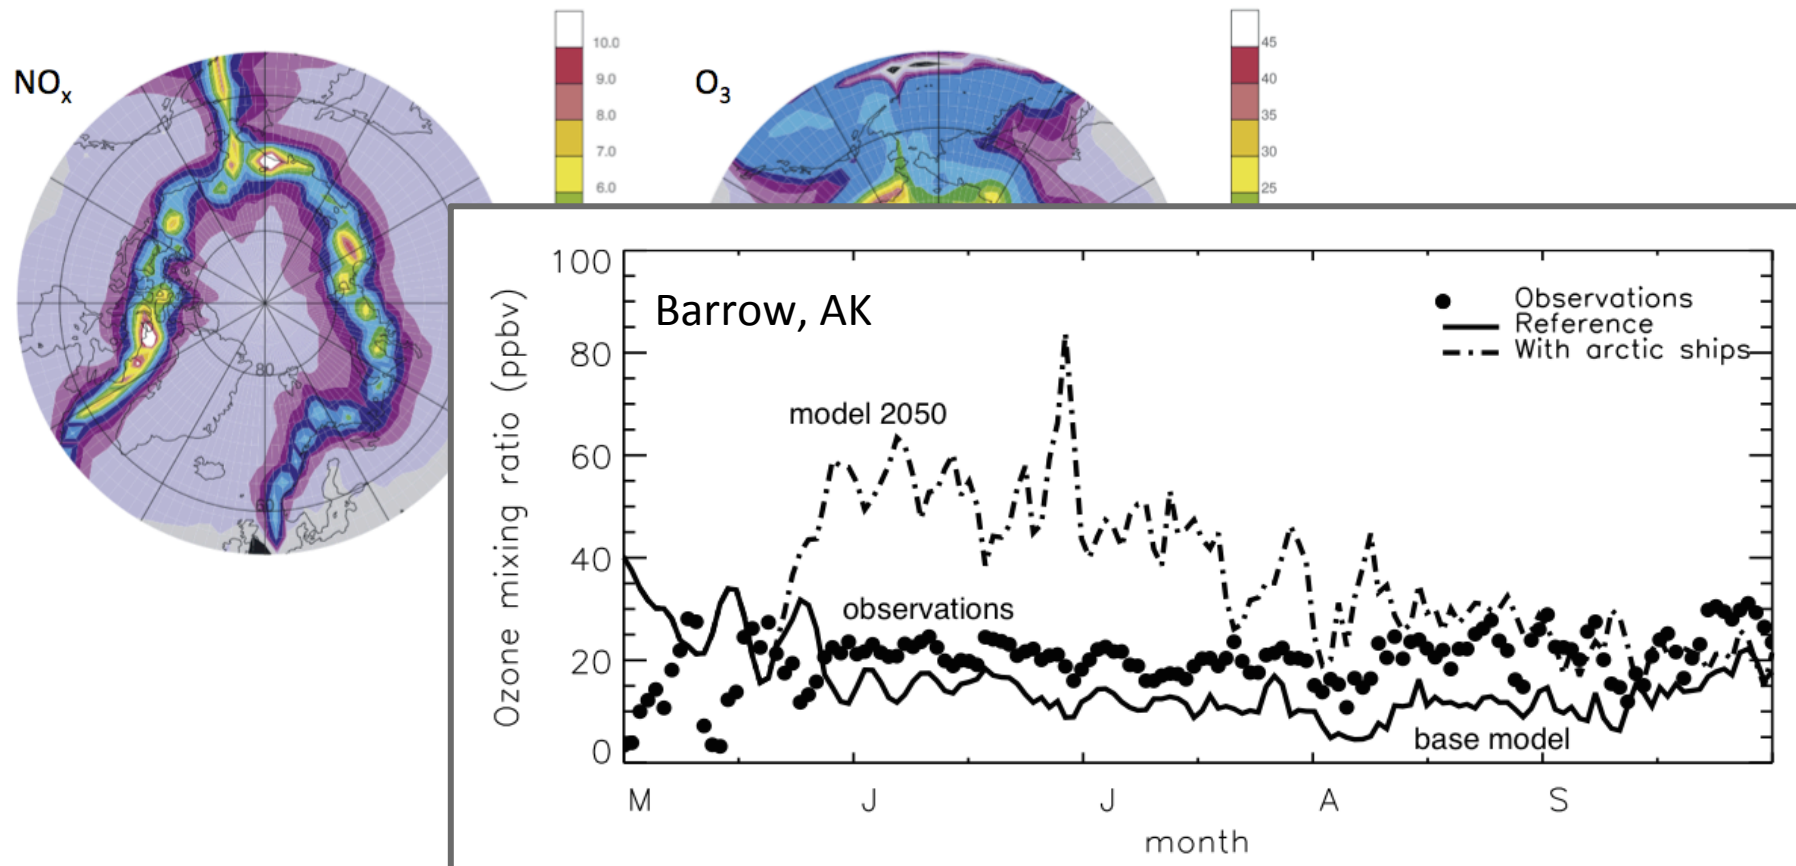 NOx
10.0
9.0
8.0
7.0
6.0
80
60
O3
45
40
35
30
25
Barrow, AK
Observations
Reference
With arctic ships
model 2050
observations
base model
Ozone mixing ratio (ppbv)
100
80
60
40
20
0
M J J A S
month